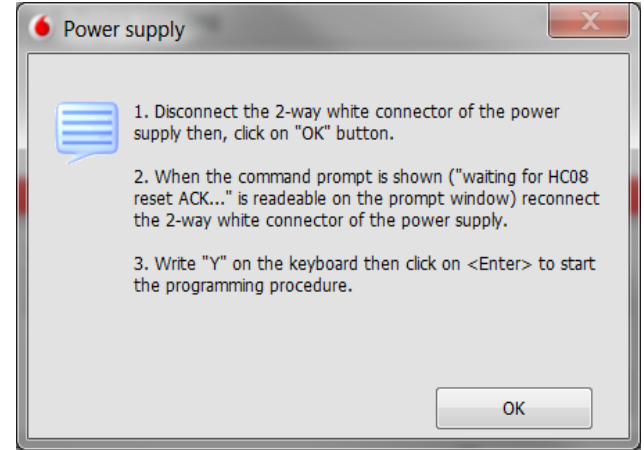 Power supply
1. Disconnect the 2-way white connector of the power
supply then, click on "OK" button.
2. When the command prompt is shown ("waiting for HC08
reset ACK..." is readeable on the prompt window) reconnect
the 2-way white connector of the power supply.
3. Write "Y" on the keyboard then click on <Enter> to start
the programming procedure.
OK